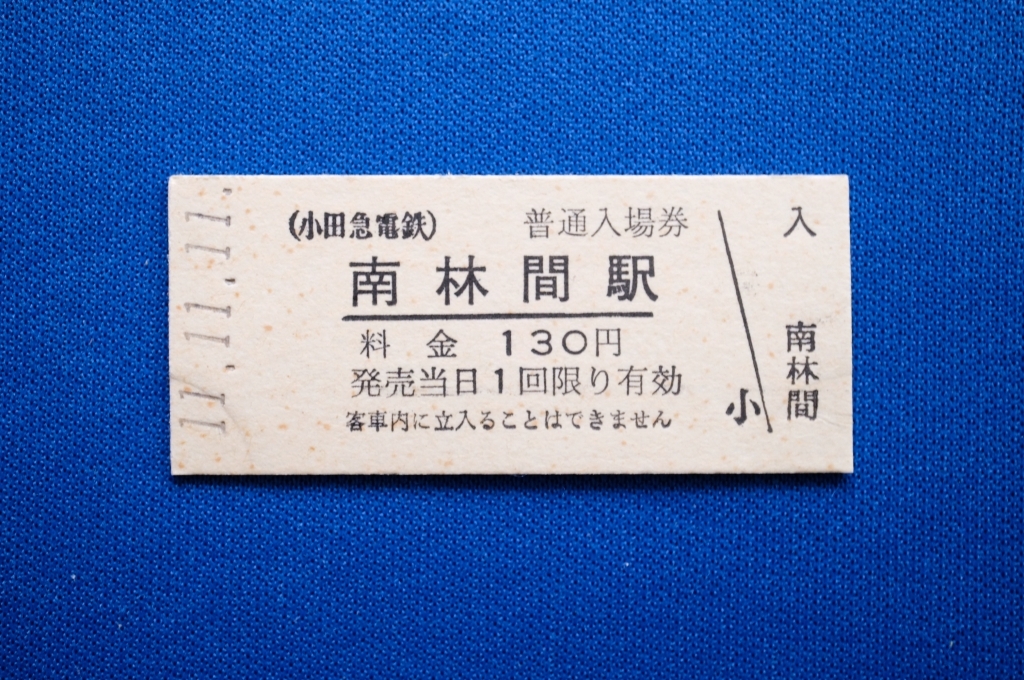 11.11.11.
(小田急電鉄) 普通入場券
南林間駅
料金 130円
発売当日1回限り有効
客車内に立入ることはできません
小
入
南林間